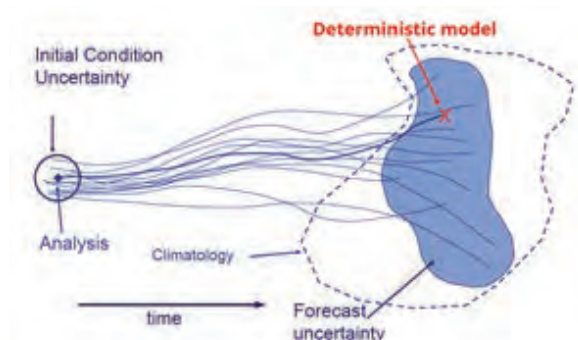 Deterministic model
Initial Condition
Uncertainty
Analysis
Climatology
time
Forecast
uncertainty